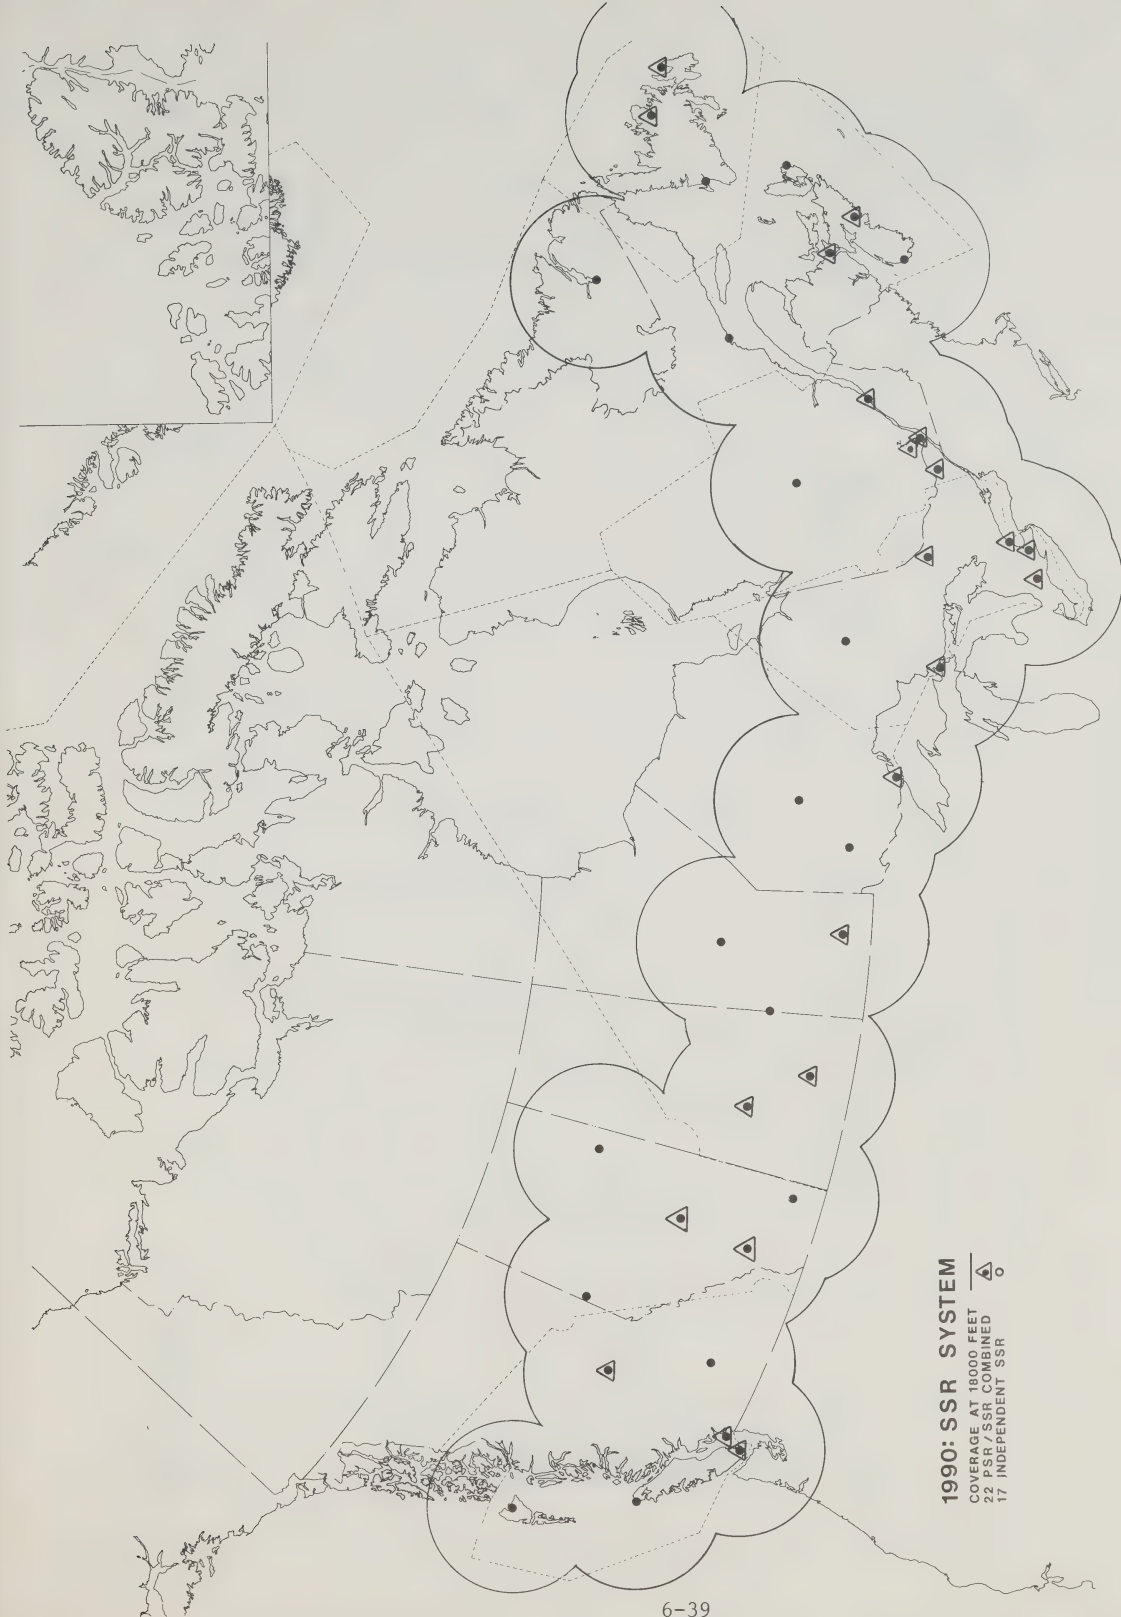 1990: SSR SYSTEM
COVERAGE AT 18000 FEET
22 PSR / SSR COMBINED
17 INDEPENDENT SSR
6-39